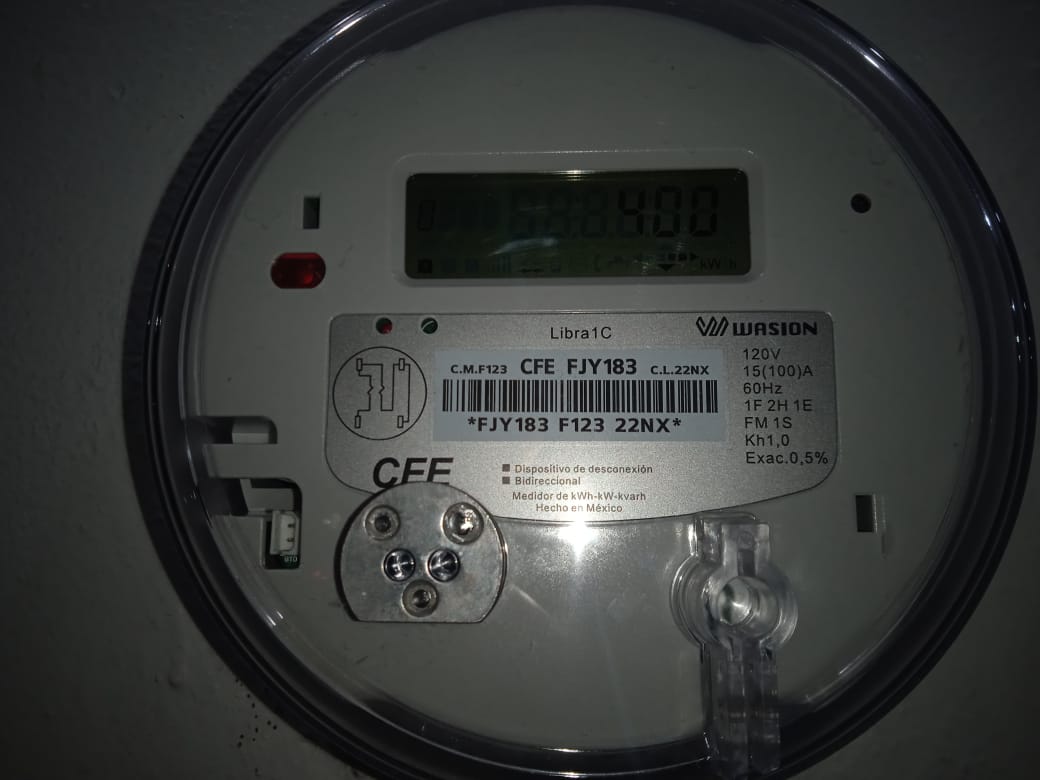 400
kWh
Libra1C
WASION
C.M.F123 CFE FJY183 C.L.22NX
*FJY183 F123 22NX*
120V
15(100)A
60Hz
1F 2H 1E
FM 1S
Kh1,0
Exac.0,5%
CFE
Dispositivo de desconexión
Bidireccional
Medidor de kWh-kW-kvarh
Hecho en México